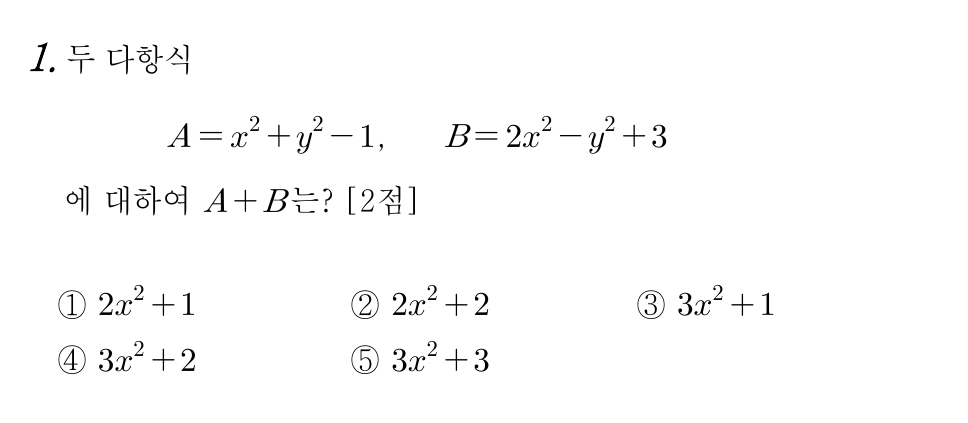 1. 두 다항식
A = x² + y² − 1,  B = 2x² − y² + 3
에 대하여 A + B는? [2점]
① 2x² + 1  ② 2x² + 2  ③ 3x² + 1
④ 3x² + 2  ⑤ 3x² + 3